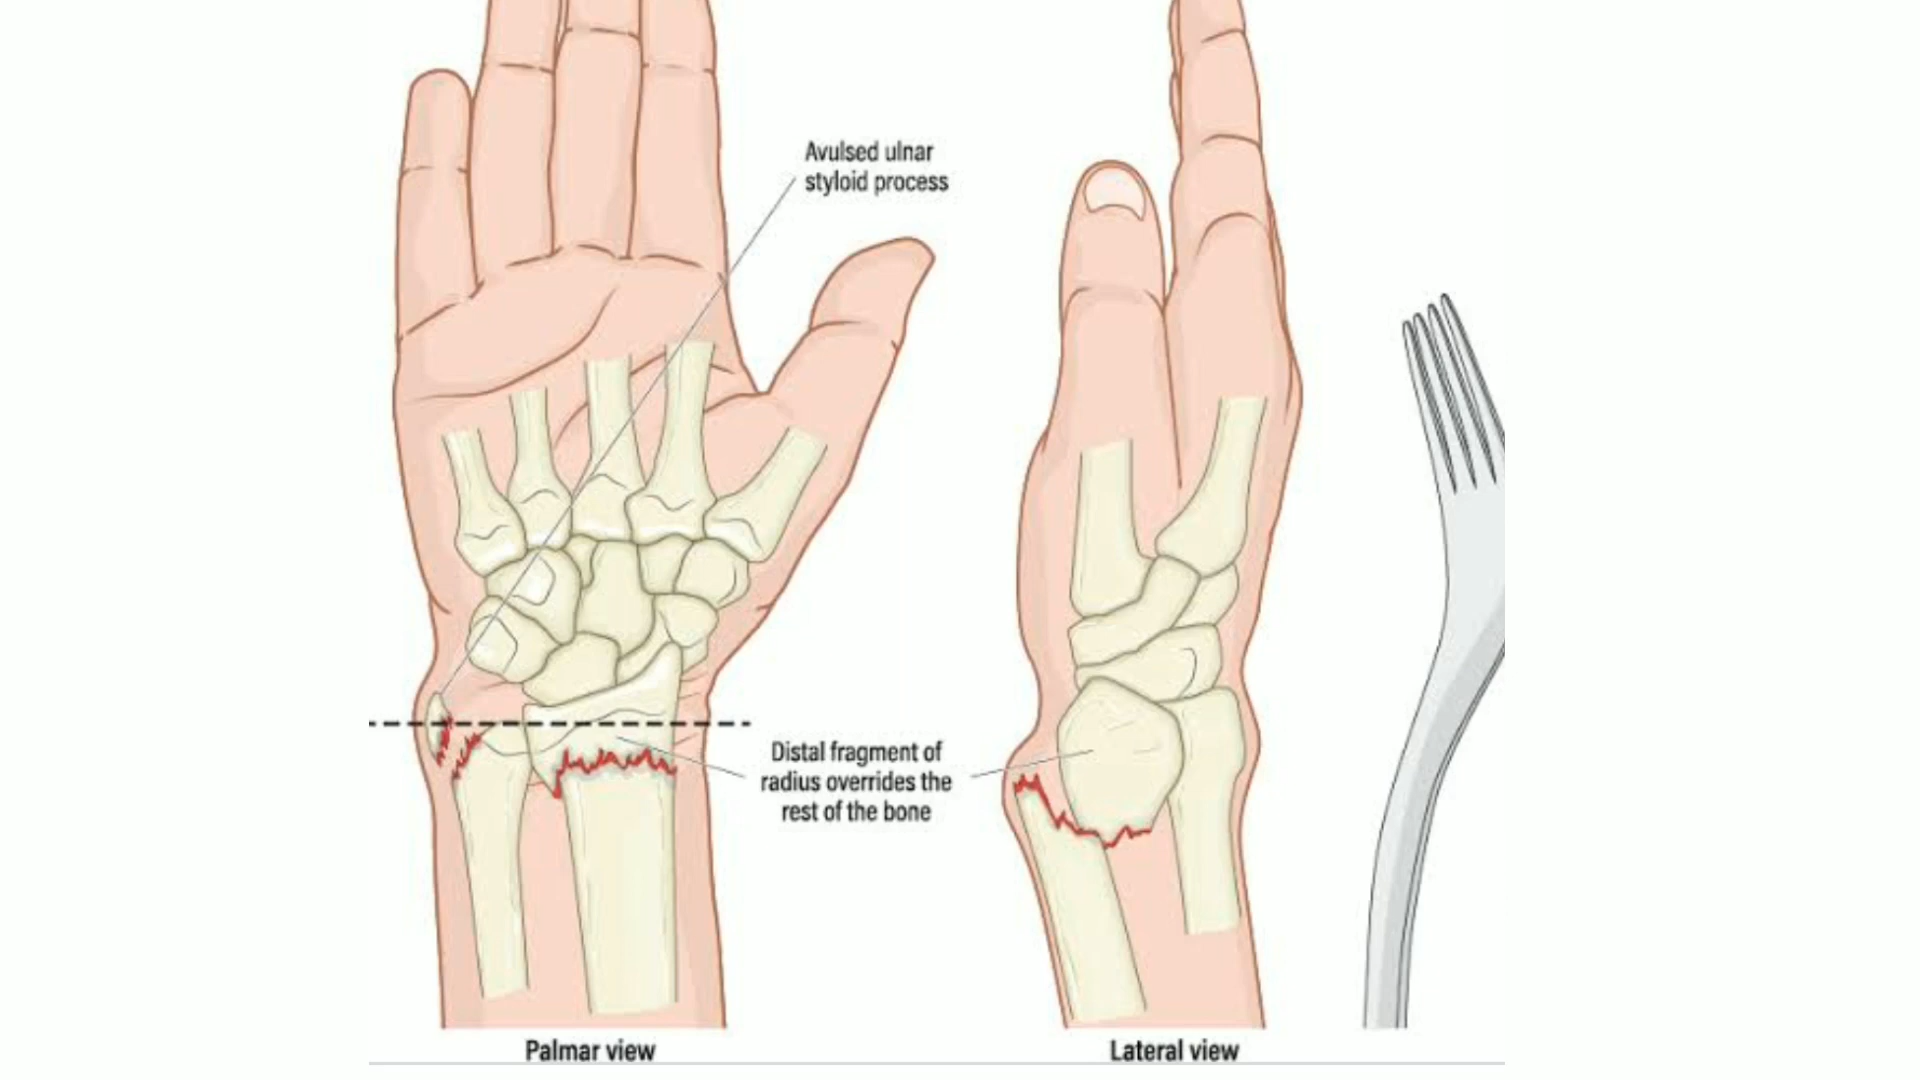 Avulsed ulnar
styloid process
Distal fragment of
radius overrides the
rest of the bone
Palmar view
Lateral view